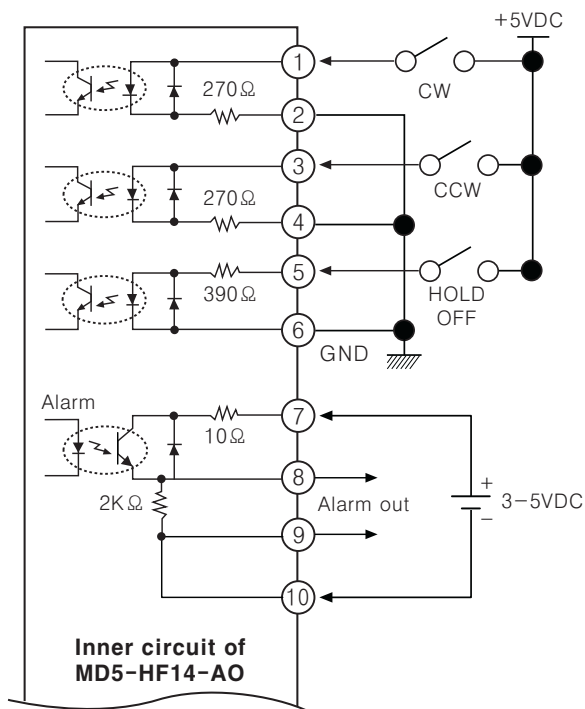 +5VDC
1
CW
270Ω
2
3
CCW
270Ω
4
5
HOLD
OFF
390Ω
6
GND
Alarm
7
10Ω
8
Alarm out
2KΩ
+
3-5VDC
−
9
10
Inner circuit of
MD5-HF14-AO